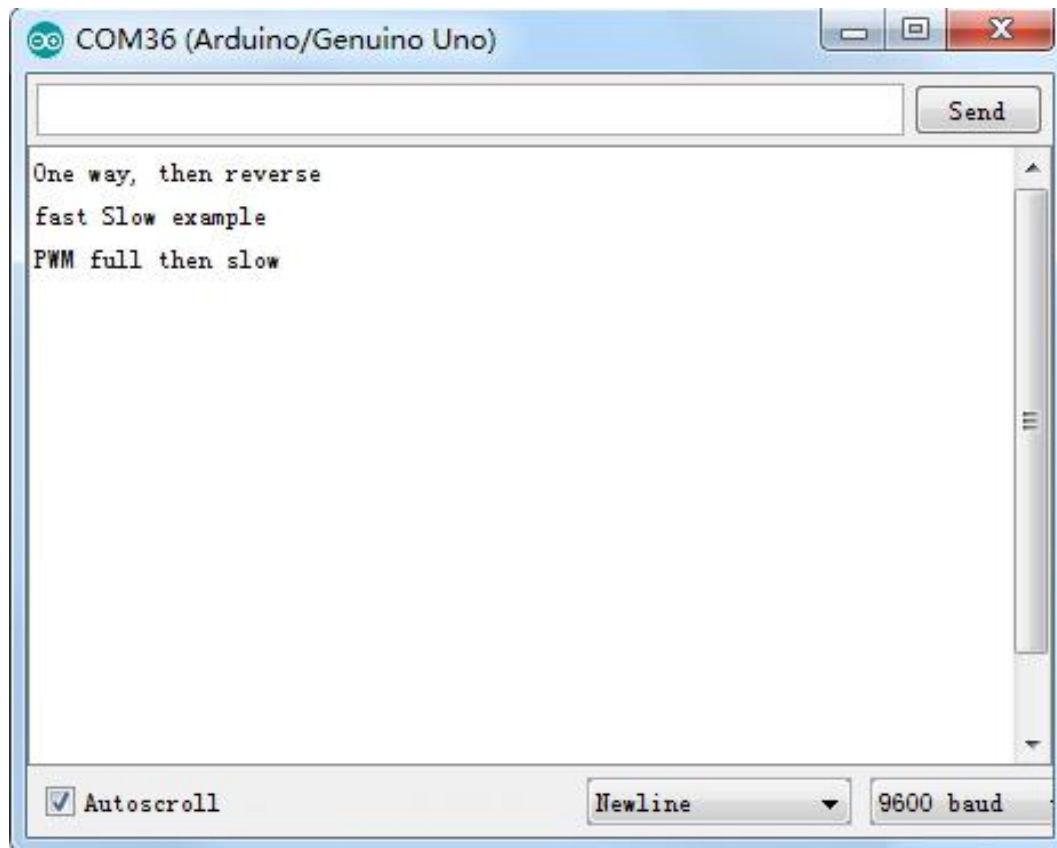 COM36 (Arduino/Genuino Uno)
Send
One way, then reverse
fast Slow example
PWM full then slow
Autoscroll
Newline
9600 baud